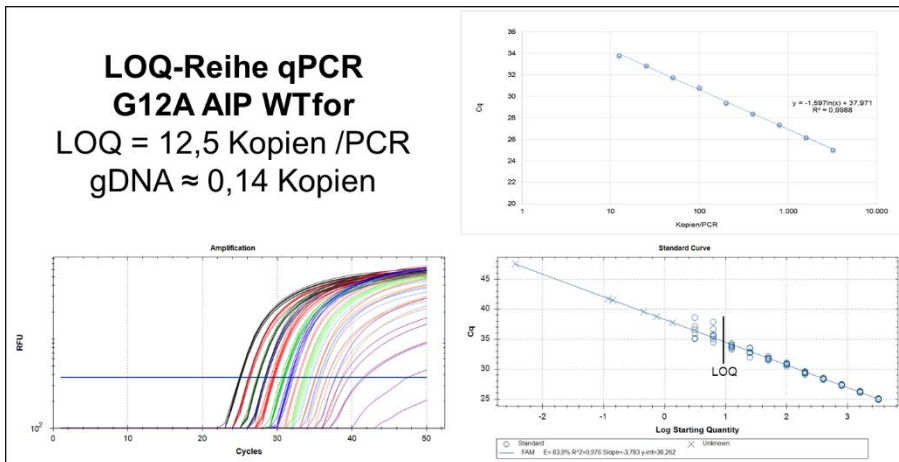 LOQ-Reihe qPCR
G12A AIP WTfor
LOQ = 12,5 Kopien /PCR
gDNA ≈ 0,14 Kopien
36
34
32
30
28
26
24
22
20
Cq
1
10
100
1.000
10.000
Kopien/PCR
y = -1,597ln(x) + 37,971
R² = 0,9988
Amplification
RFU
10²
0
10
20
30
40
50
Cycles
Standard Curve
Cq
45
40
35
30
25
LOQ
-2
-1
0
1
2
3
Log Starting Quantity
Standard
Unknown
FAM E= 83,8% R^2=0,976 Slope=-3,783 y-int=38,262